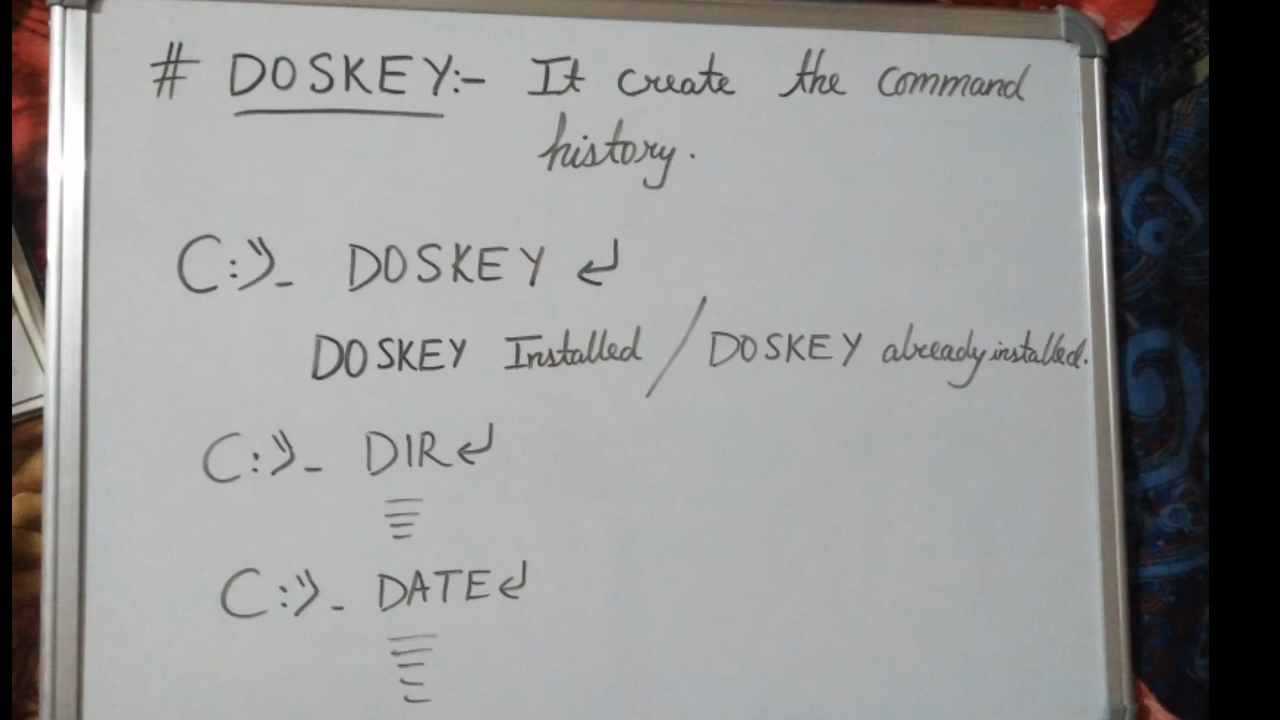 # DOSKEY:- It create the command
history.
C:\>_ DOSKEY ↵
DOSKEY Installed / DOSKEY already installed.
C:\>_ DIR ↵
C:\>_ DATE ↵